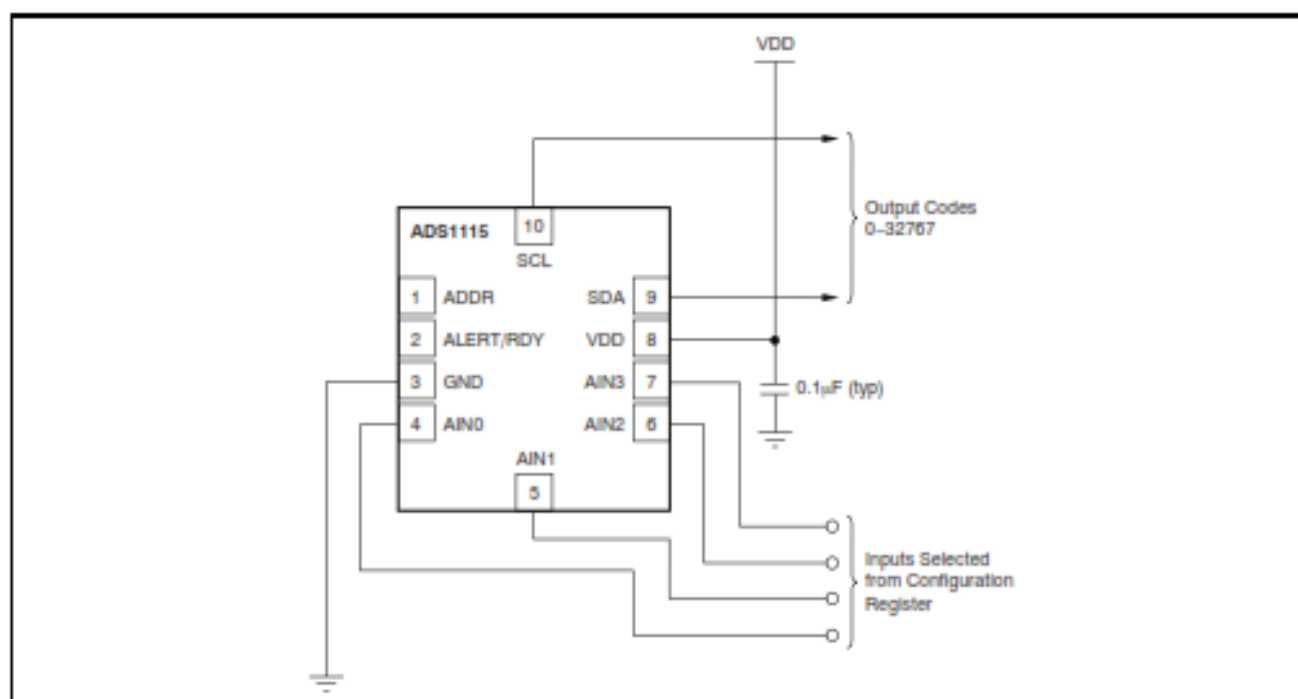 VDD
Output Codes
0–32767
ADS1115
10
SCL
1 ADDR
SDA 9
2 ALERT/RDY
VDD 8
3 GND
AIN3 7
0.1µF (typ)
4 AIN0
AIN2 6
AIN1
5
Inputs Selected
from Configuration
Register